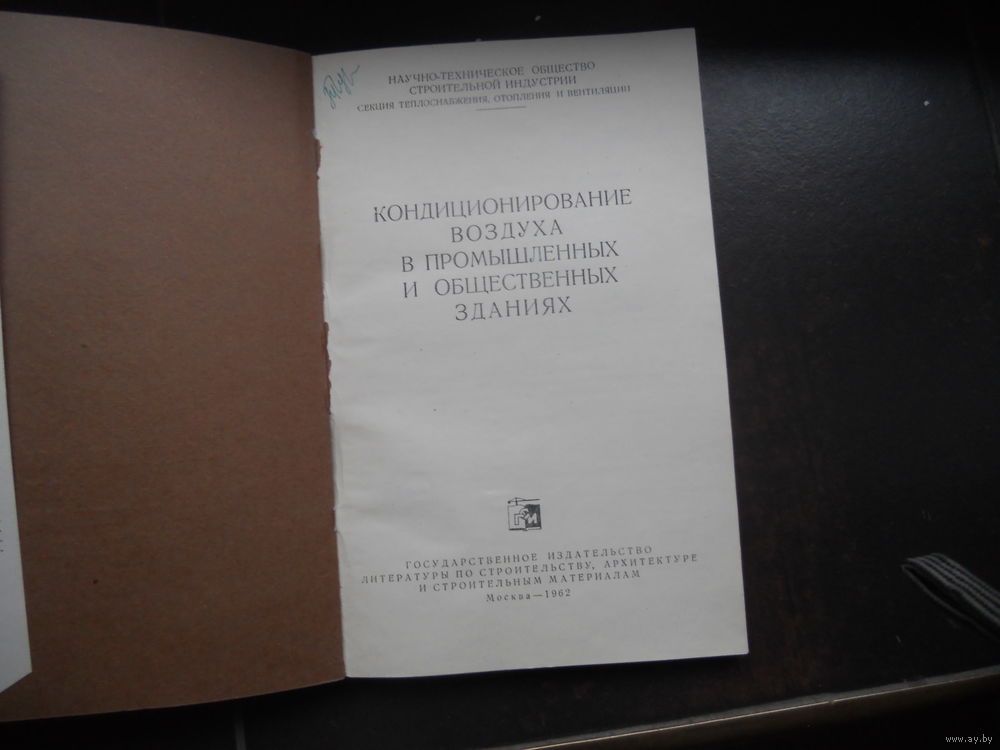 НАУЧНО-ТЕХНИЧЕСКОЕ ОБЩЕСТВО
СТРОИТЕЛЬНОЙ ИНДУСТРИИ
СЕКЦИЯ ТЕПЛОСНАБЖЕНИЯ, ОТОПЛЕНИЯ И ВЕНТИЛЯЦИИ
КОНДИЦИОНИРОВАНИЕ
ВОЗДУХА
В ПРОМЫШЛЕННЫХ
И ОБЩЕСТВЕННЫХ
ЗДАНИЯХ
ГОСУДАРСТВЕННОЕ ИЗДАТЕЛЬСТВО
ЛИТЕРАТУРЫ ПО СТРОИТЕЛЬСТВУ, АРХИТЕКТУРЕ
И СТРОИТЕЛЬНЫМ МАТЕРИАЛАМ
Москва—1962
www.ay.by